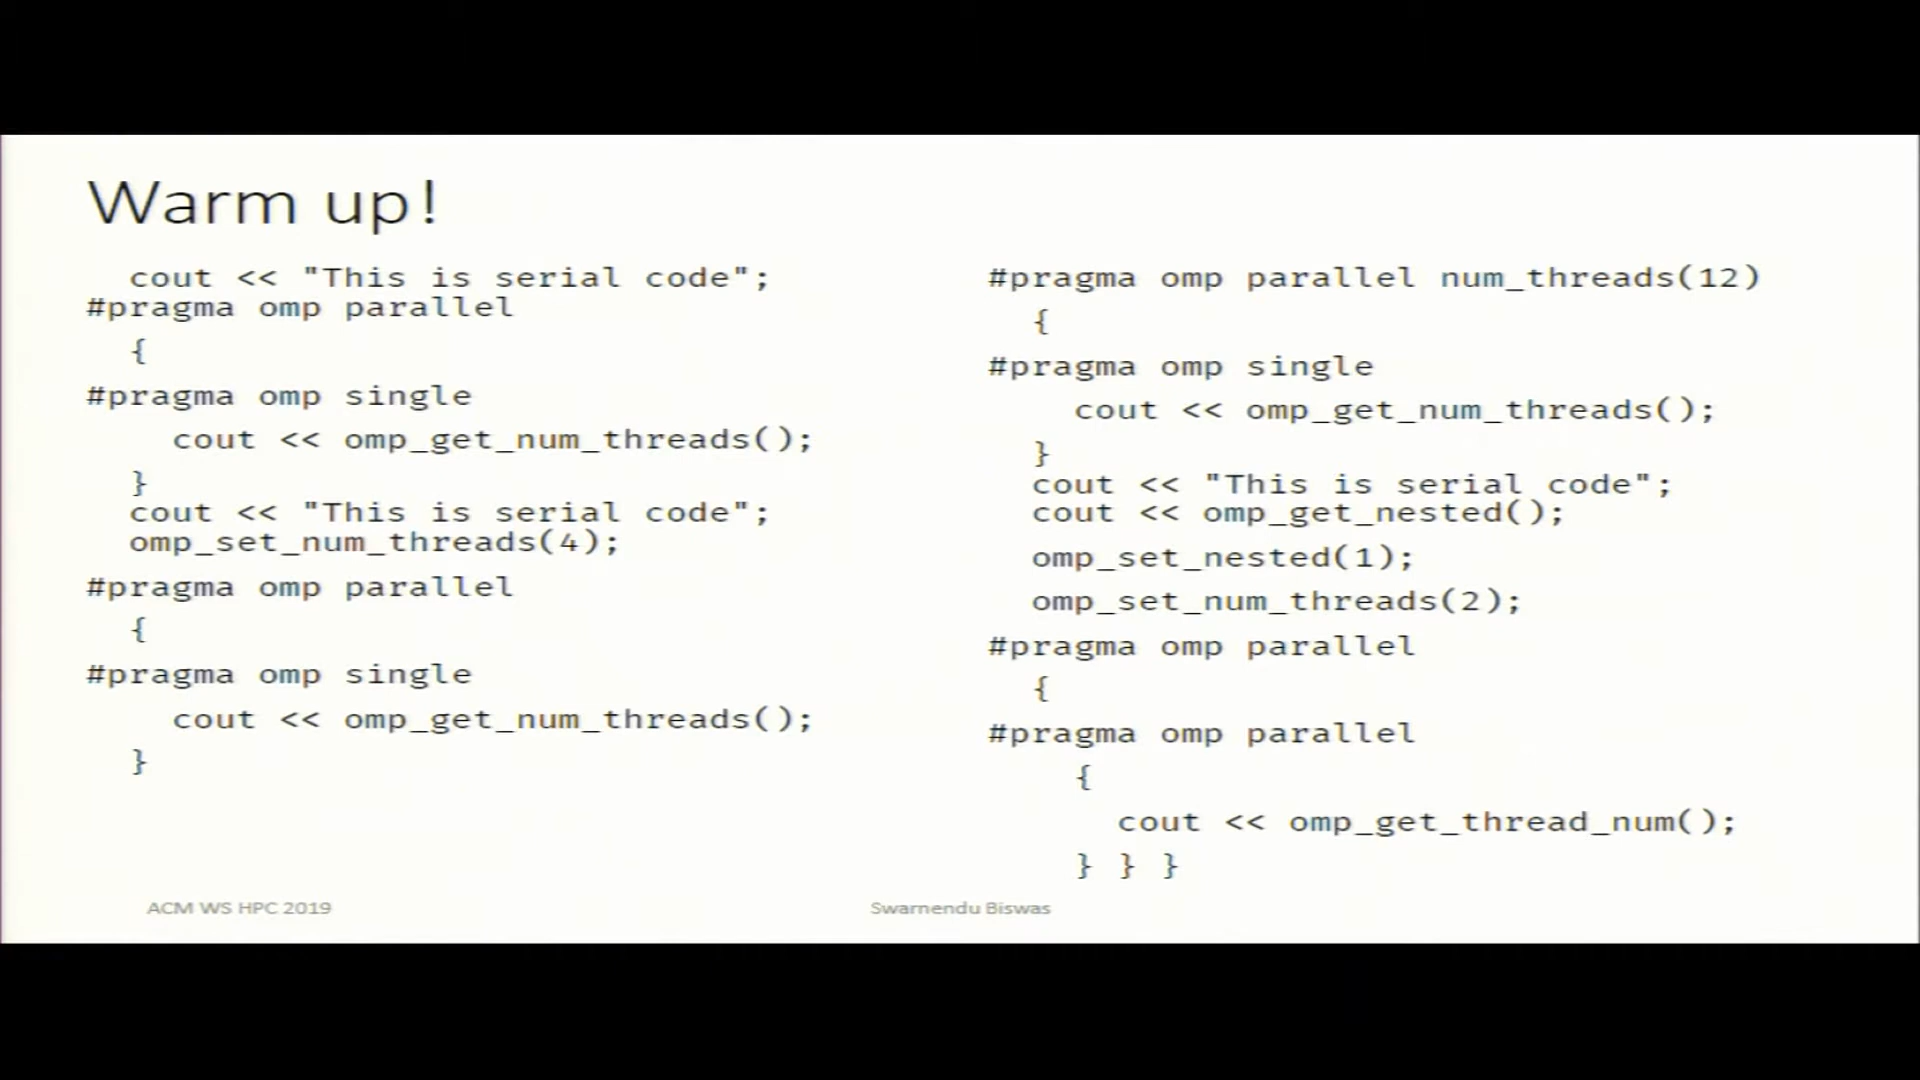 Warm up!
cout << "This is serial code";
#pragma omp parallel
{
#pragma omp single
cout << omp_get_num_threads();
}
cout << "This is serial code";
omp_set_num_threads(4);
#pragma omp parallel
{
#pragma omp single
cout << omp_get_num_threads();
}
#pragma omp parallel num_threads(12)
{
#pragma omp single
cout << omp_get_num_threads();
}
cout << "This is serial code";
cout << omp_get_nested();
omp_set_nested(1);
omp_set_num_threads(2);
#pragma omp parallel
{
#pragma omp parallel
{
cout << omp_get_thread_num();
} } }
ACM WS HPC 2019
Swarnendu Biswas